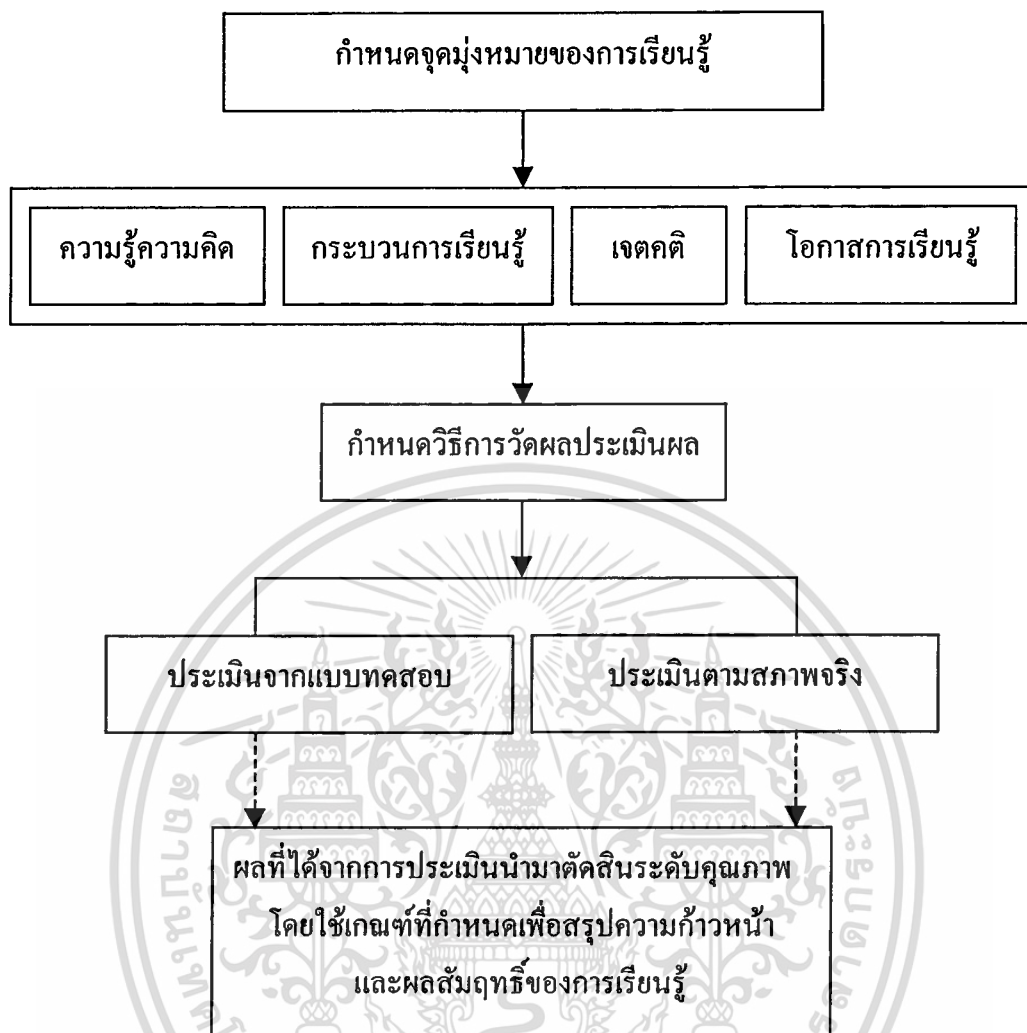 กำหนดจุดมุ่งหมายของการเรียนรู้
ความรู้ความคิด
กระบวนการเรียนรู้
เจตคติ
โอกาสการเรียนรู้
กำหนดวิธีการวัดผลประเมินผล
ประเมินจากแบบทดสอบ
ประเมินตามสภาพจริง
ผลที่ได้จากการประเมินนำมาตัดสินระดับคุณภาพ
โดยใช้เกณฑ์ที่กำหนดเพื่อสรุปความก้าวหน้า
และผลสัมฤทธิ์ของการเรียนรู้